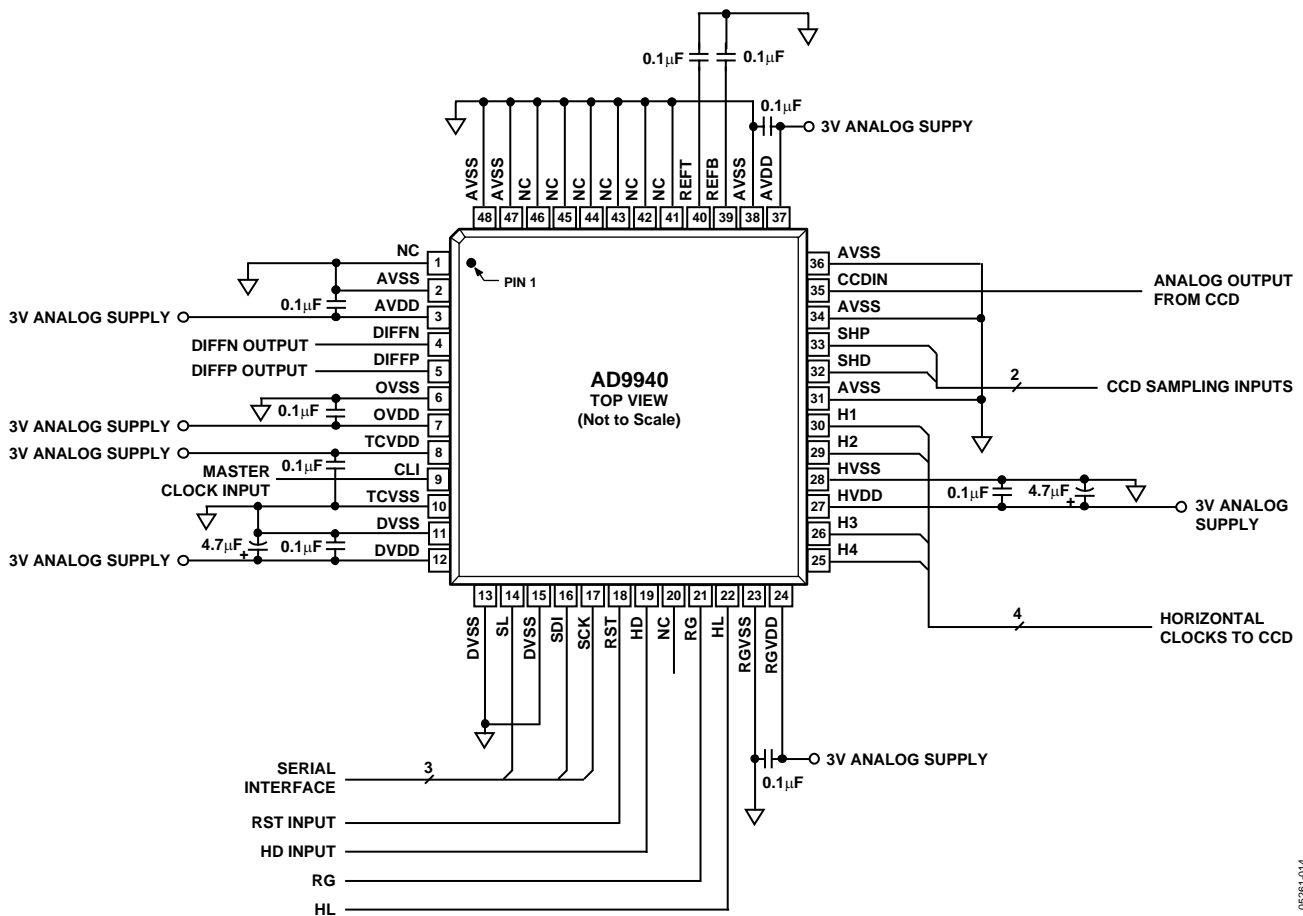 0.1μF
0.1μF
0.1μF
3V ANALOG SUPPY
AVSS
AVSS
NC
NC
NC
NC
NC
NC
REFT
REFB
AVSS
AVDD
48
47
46
45
44
43
42
41
40
39
38
37
NC
1
AVSS
2
0.1μF
3V ANALOG SUPPLY
AVDD
3
DIFFN OUTPUT
DIFFN
4
DIFFP OUTPUT
DIFFP
5
OVSS
6
0.1μF
3V ANALOG SUPPLY
OVDD
7
3V ANALOG SUPPLY
TCVDD
8
0.1μF
MASTER
CLOCK INPUT
CLI
9
TCVSS
10
DVSS
11
4.7μF
+
0.1μF
3V ANALOG SUPPLY
DVDD
12
PIN 1
AD9940
TOP VIEW
(Not to Scale)
36
AVSS
35
CCDIN
ANALOG OUTPUT
FROM CCD
34
AVSS
33
SHP
32
SHD
2
CCD SAMPLING INPUTS
31
AVSS
30
H1
29
H2
28
HVSS
0.1μF
4.7μF
+
27
HVDD
3V ANALOG
SUPPLY
26
H3
25
H4
4
HORIZONTAL
CLOCKS TO CCD
13
14
15
16
17
18
19
20
21
22
23
24
DVSS
SL
DVSS
SDI
SCK
RST
HD
NC
RG
HL
RGVSS
RGVDD
3V ANALOG SUPPLY
0.1μF
SERIAL
INTERFACE
3
RST INPUT
HD INPUT
RG
HL
05261-014